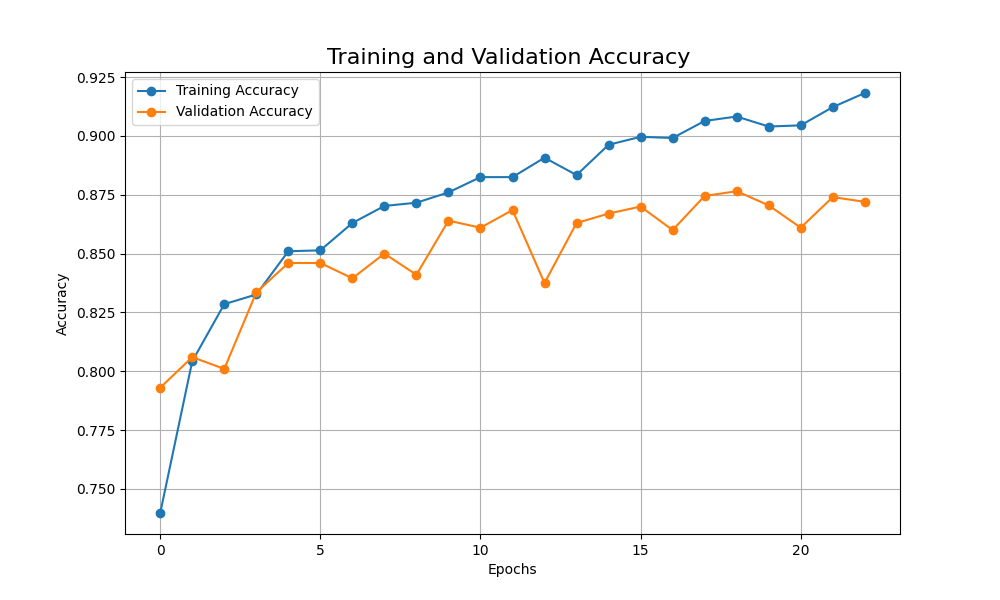 Training and Validation Accuracy
Training Accuracy
Validation Accuracy
0.925
0.900
0.875
0.850
0.825
0.800
0.775
0.750
Accuracy
0 5 10 15 20
Epochs